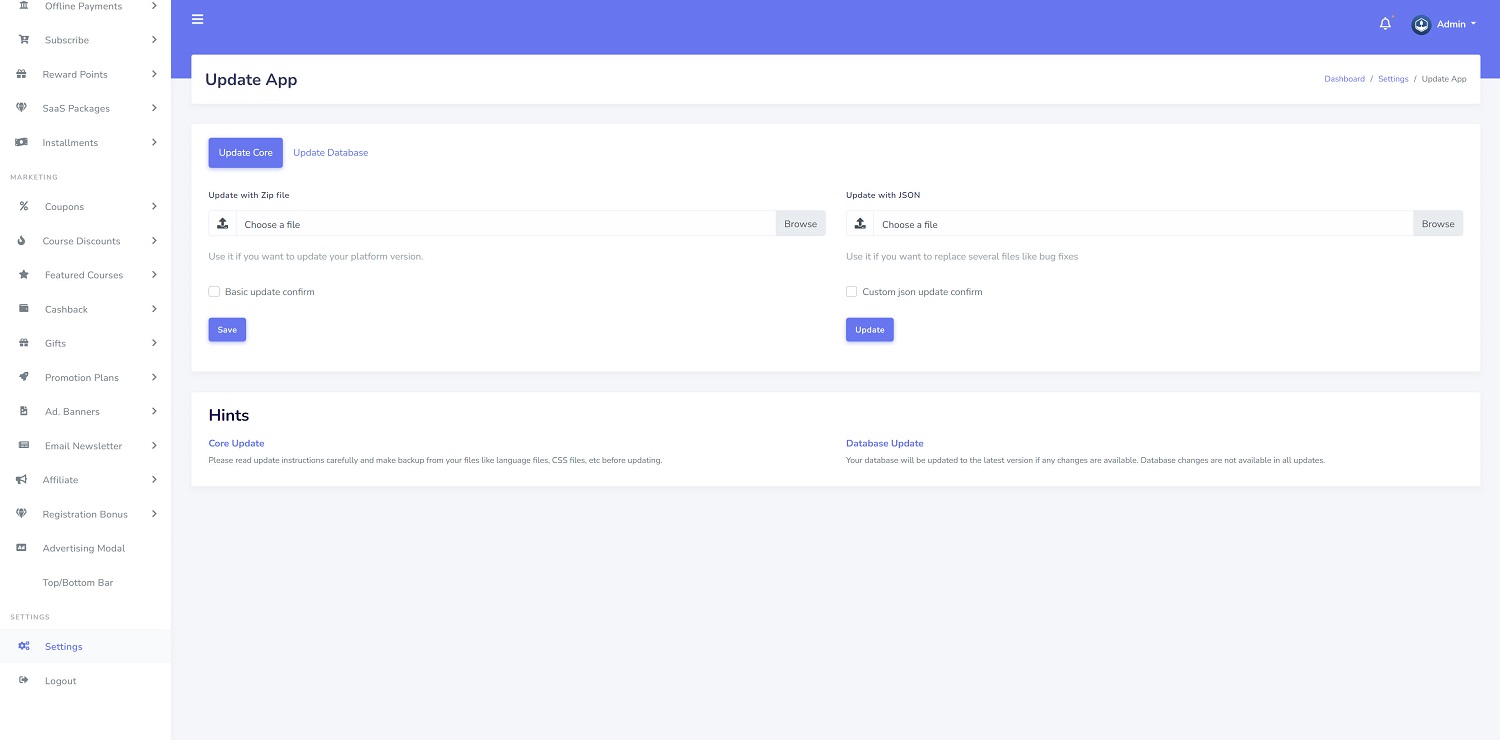 Offline Payments
Subscribe
Reward Points
SaaS Packages
Installments
MARKETING
Coupons
Course Discounts
Featured Courses
Cashback
Gifts
Promotion Plans
Ad. Banners
Email Newsletter
Affiliate
Registration Bonus
Advertising Modal
Top/Bottom Bar
SETTINGS
Settings
Logout
Admin
Update App
Dashboard / Settings / Update App
Update Core
Update Database
Update with Zip file
Choose a file
Browse
Use it if you want to update your platform version.
Basic update confirm
Save
Update with JSON
Choose a file
Browse
Use it if you want to replace several files like bug fixes
Custom json update confirm
Update
Hints
Core Update
Please read update instructions carefully and make backup from your files like language files, CSS files, etc before updating.
Database Update
Your database will be updated to the latest version if any changes are available. Database changes are not available in all updates.